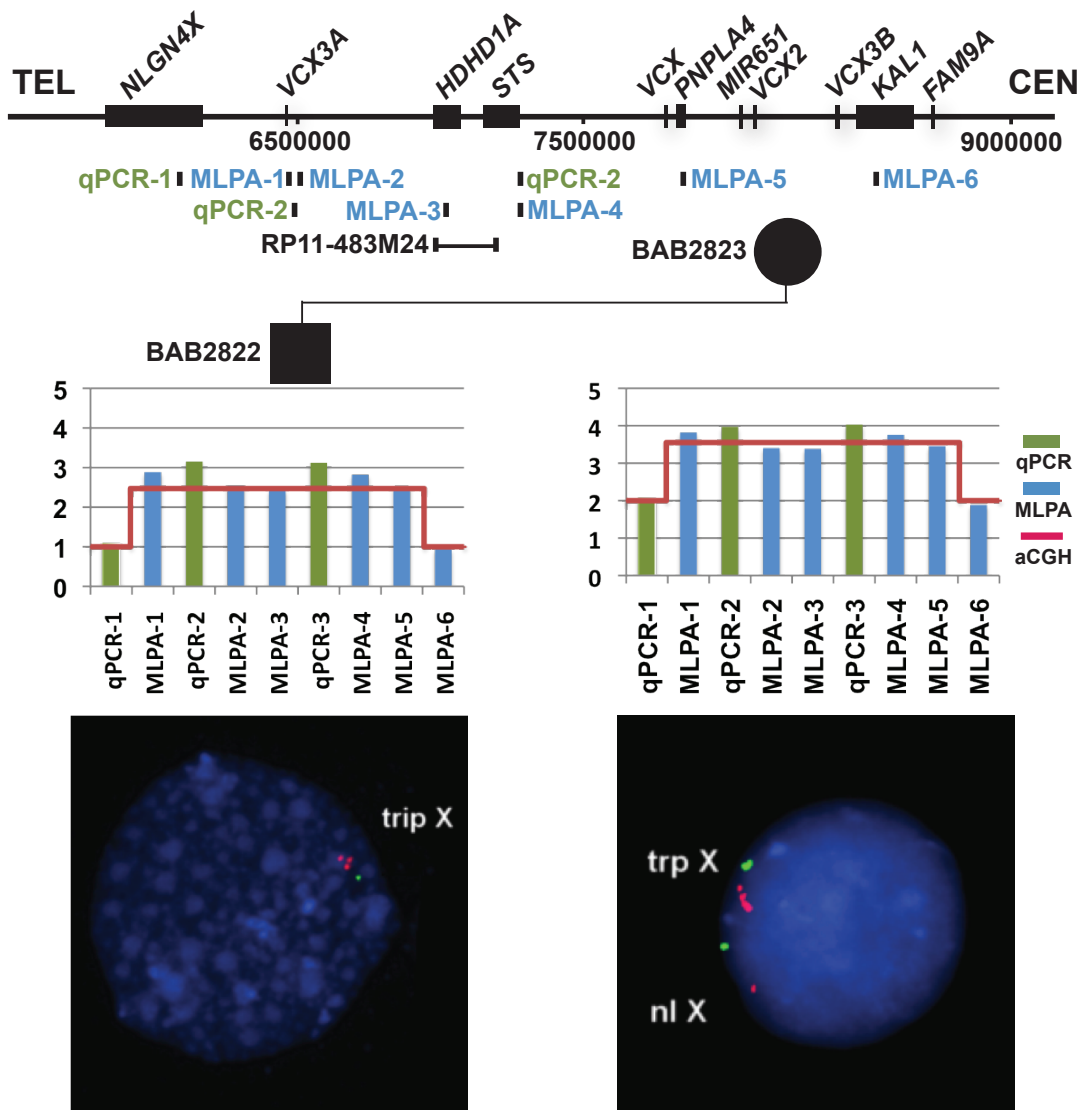 NLGN4X VCX3A HDHD1A STS VCX PNPLA4 MIR651 VCX2 VCX3B KAL1 FAM9A
TEL CEN
6500000 7500000 9000000
qPCR-1 MLPA-1 MLPA-2 qPCR-2 MLPA-5 MLPA-6
qPCR-2 MLPA-3 MLPA-4
RP11-483M24 BAB2823
BAB2822
5
4
3
2
1
0
qPCR-1 MLPA-1 qPCR-2 MLPA-2 MLPA-3 qPCR-3 MLPA-4 MLPA-5 MLPA-6
5
4
3
2
1
0
qPCR-1 MLPA-1 qPCR-2 MLPA-2 MLPA-3 qPCR-3 MLPA-4 MLPA-5 MLPA-6
qPCR
MLPA
aCGH
trip X
trp X
nl X